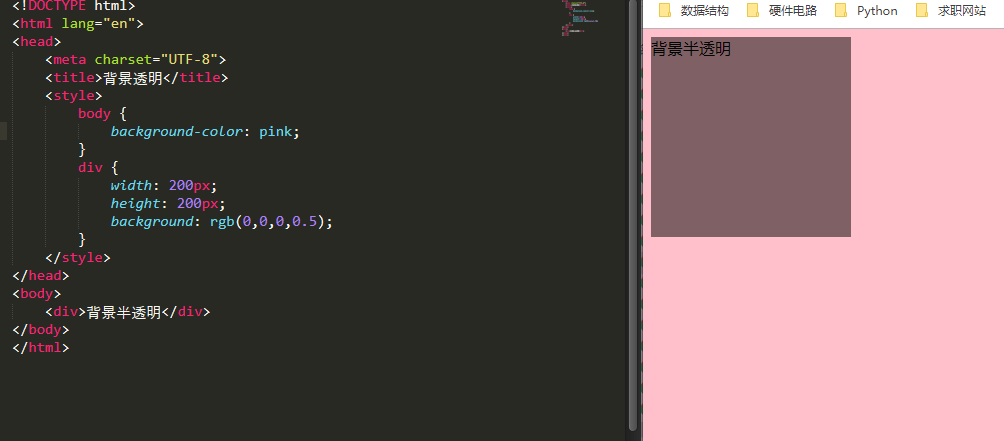 <!DOCTYPE html>
<html lang="en">
<head>
    <meta charset="UTF-8">
    <title>背景透明</title>
    <style>
        body {
            background-color: pink;
        }
        div {
            width: 200px;
            height: 200px;
            background: rgb(0,0,0,0.5);
        }
    </style>
</head>
<body>
    <div>背景半透明</div>
</body>
</html>
数据结构 硬件电路 Python 求职网站
背景半透明